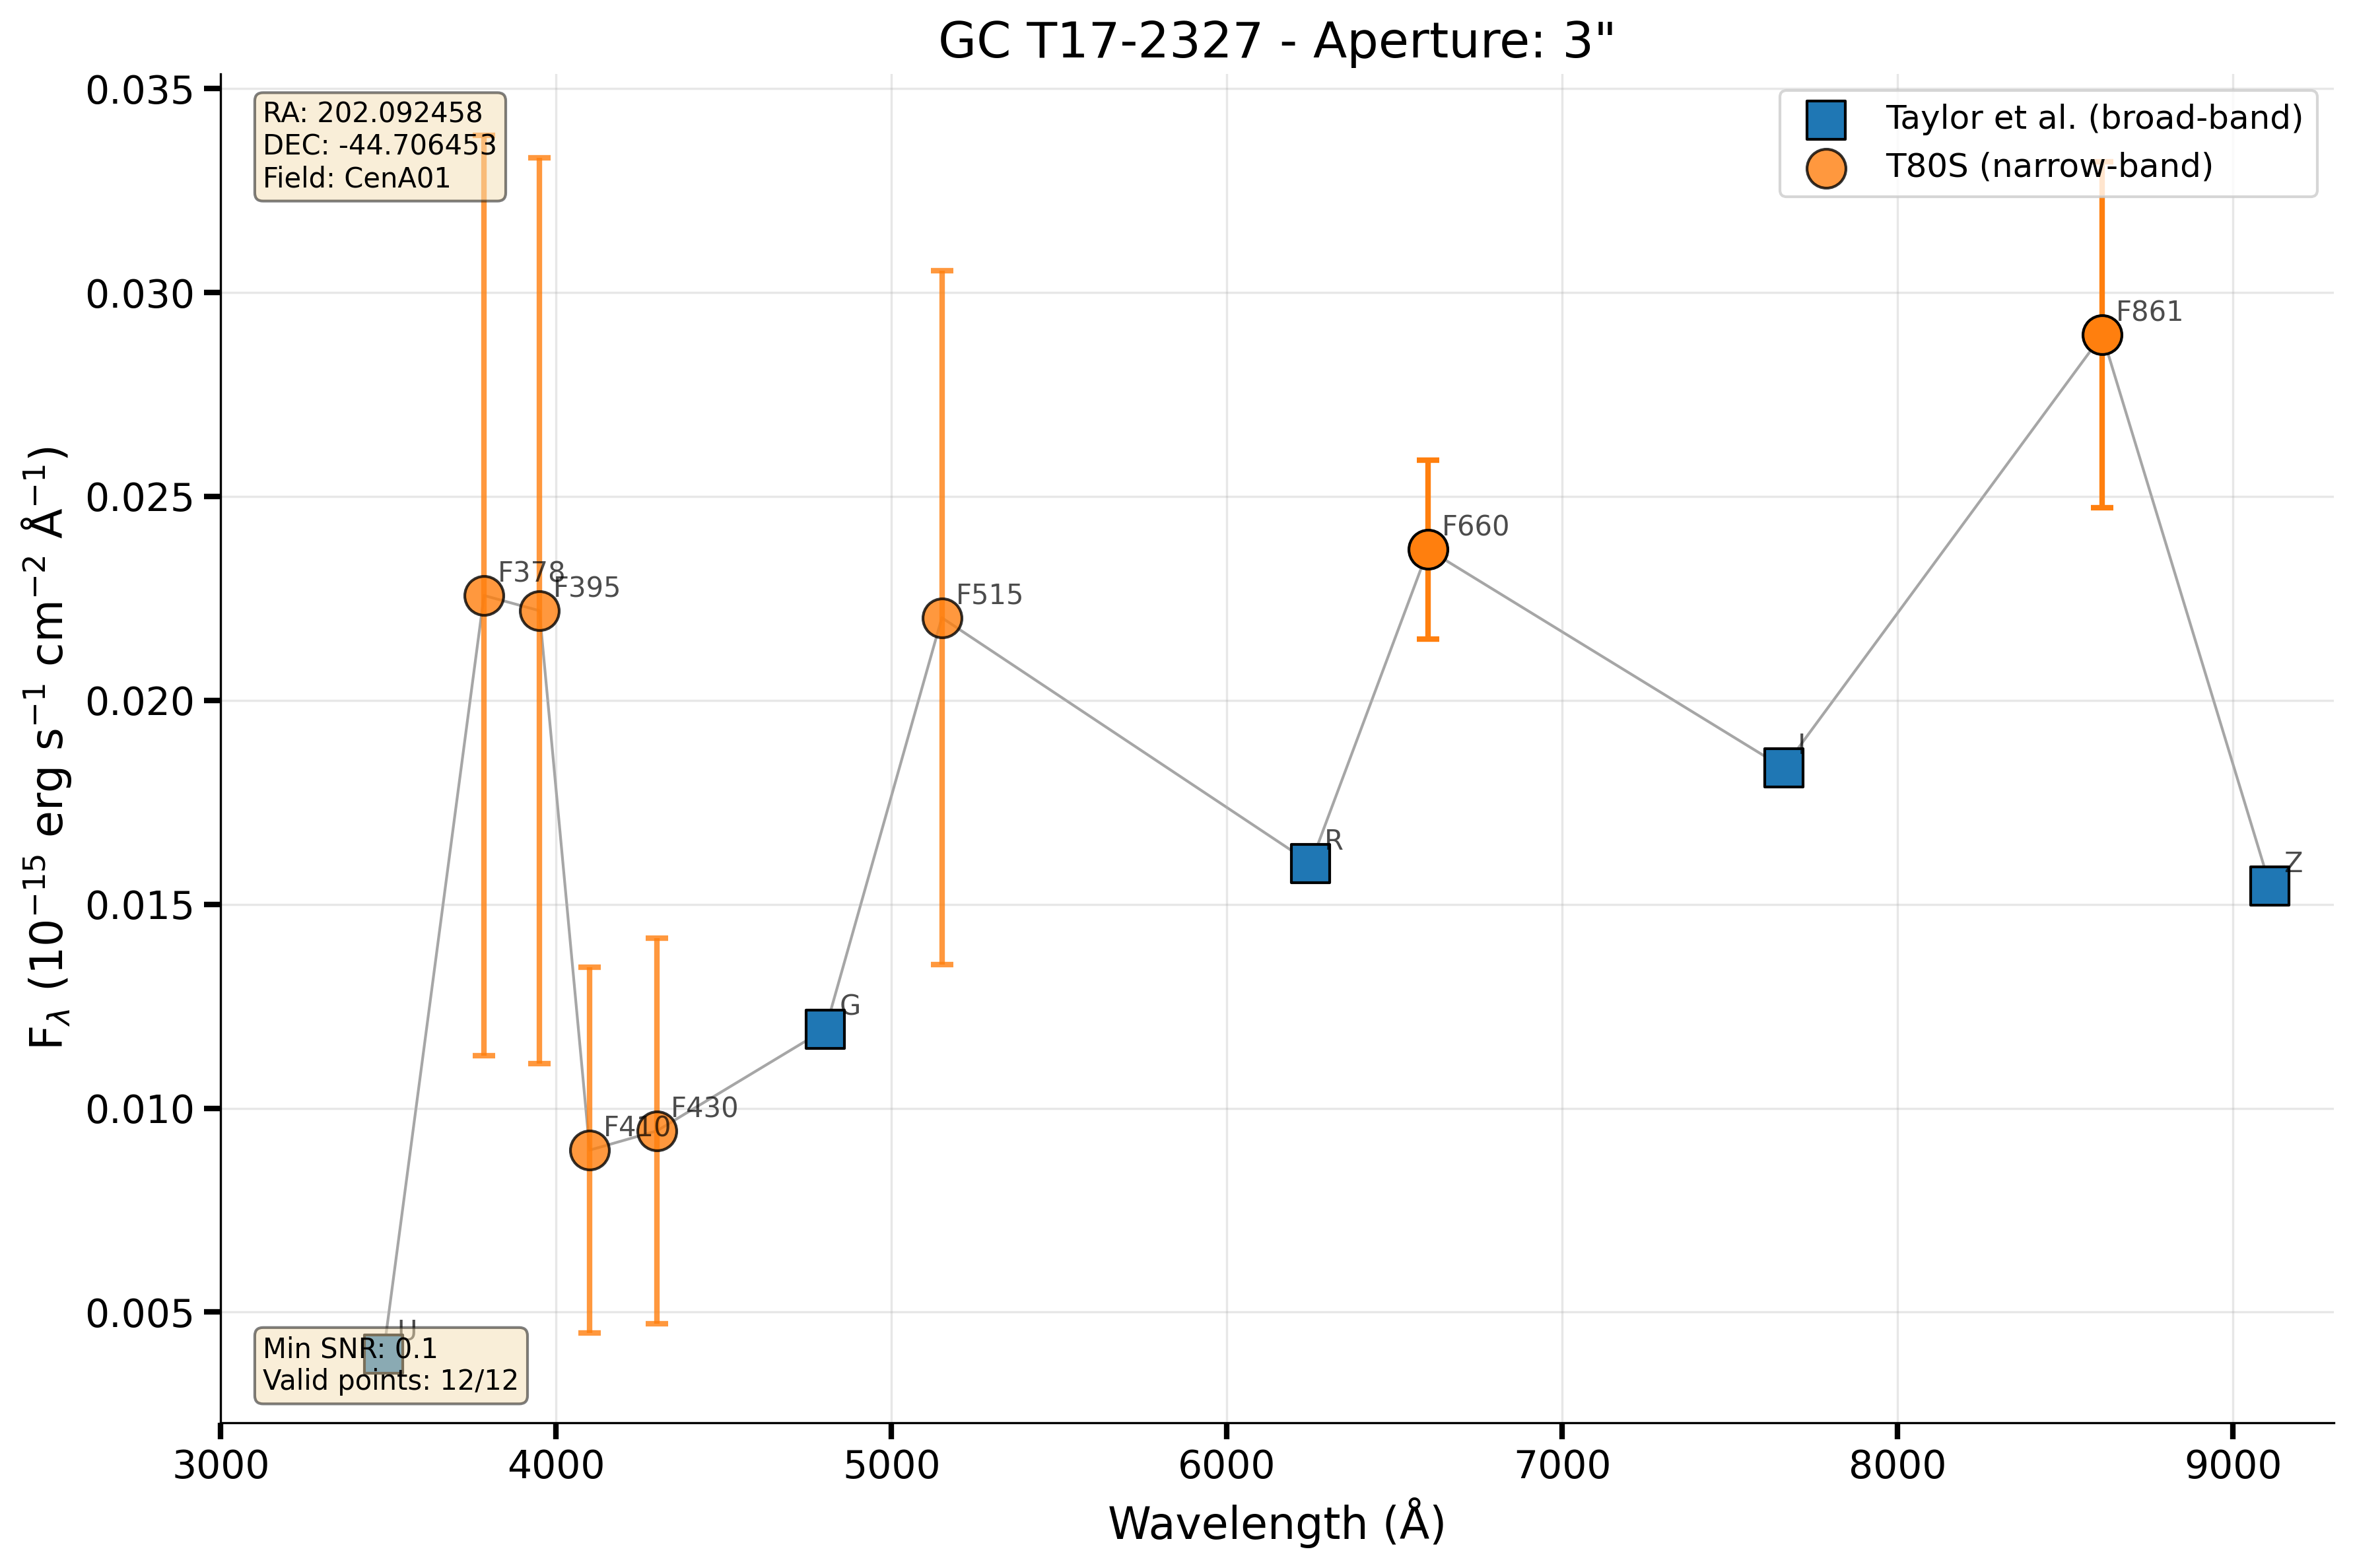 GC T17-2327 - Aperture: 3"
RA: 202.092458
DEC: -44.706453
Field: CenA01
Taylor et al. (broad-band)
T80S (narrow-band)
F_λ (10⁻¹⁵ erg s⁻¹ cm⁻² Å⁻¹)
0.035
0.030
0.025
0.020
0.015
0.010
0.005
U
F378
F395
F410
F430
G
F515
R
F660
I
F861
Z
Min SNR: 0.1
Valid points: 12/12
3000
4000
5000
6000
7000
8000
9000
Wavelength (Å)